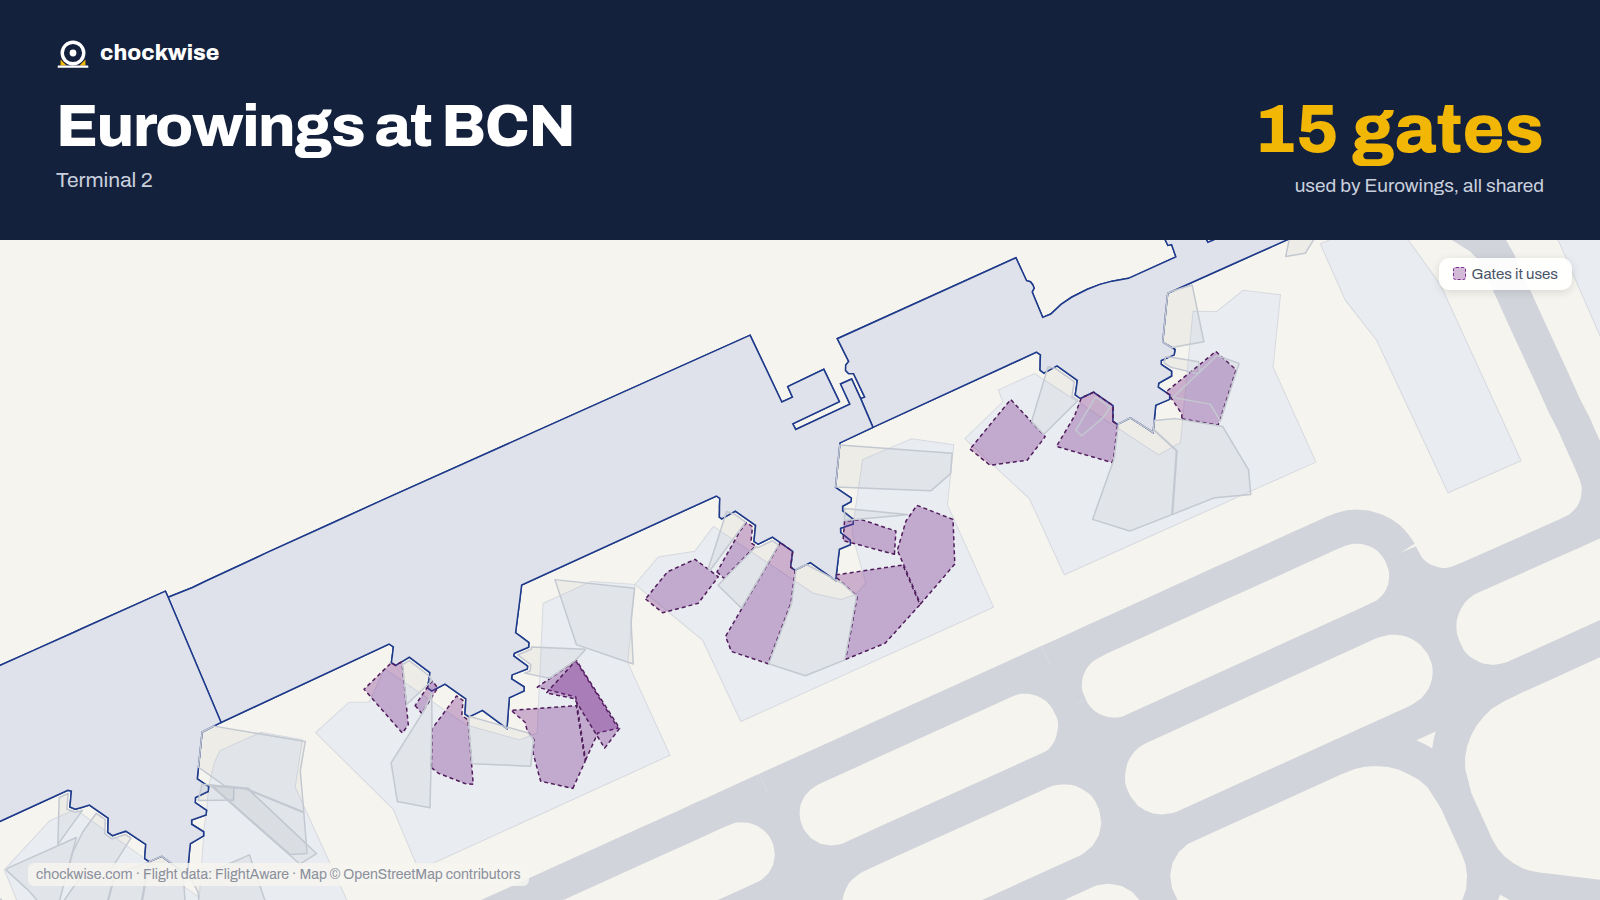 chockwise
Eurowings at BCN
Terminal 2
15 gates
used by Eurowings, all shared
Gates it uses
chockwise.com · Flight data: FlightAware · Map © OpenStreetMap contributors